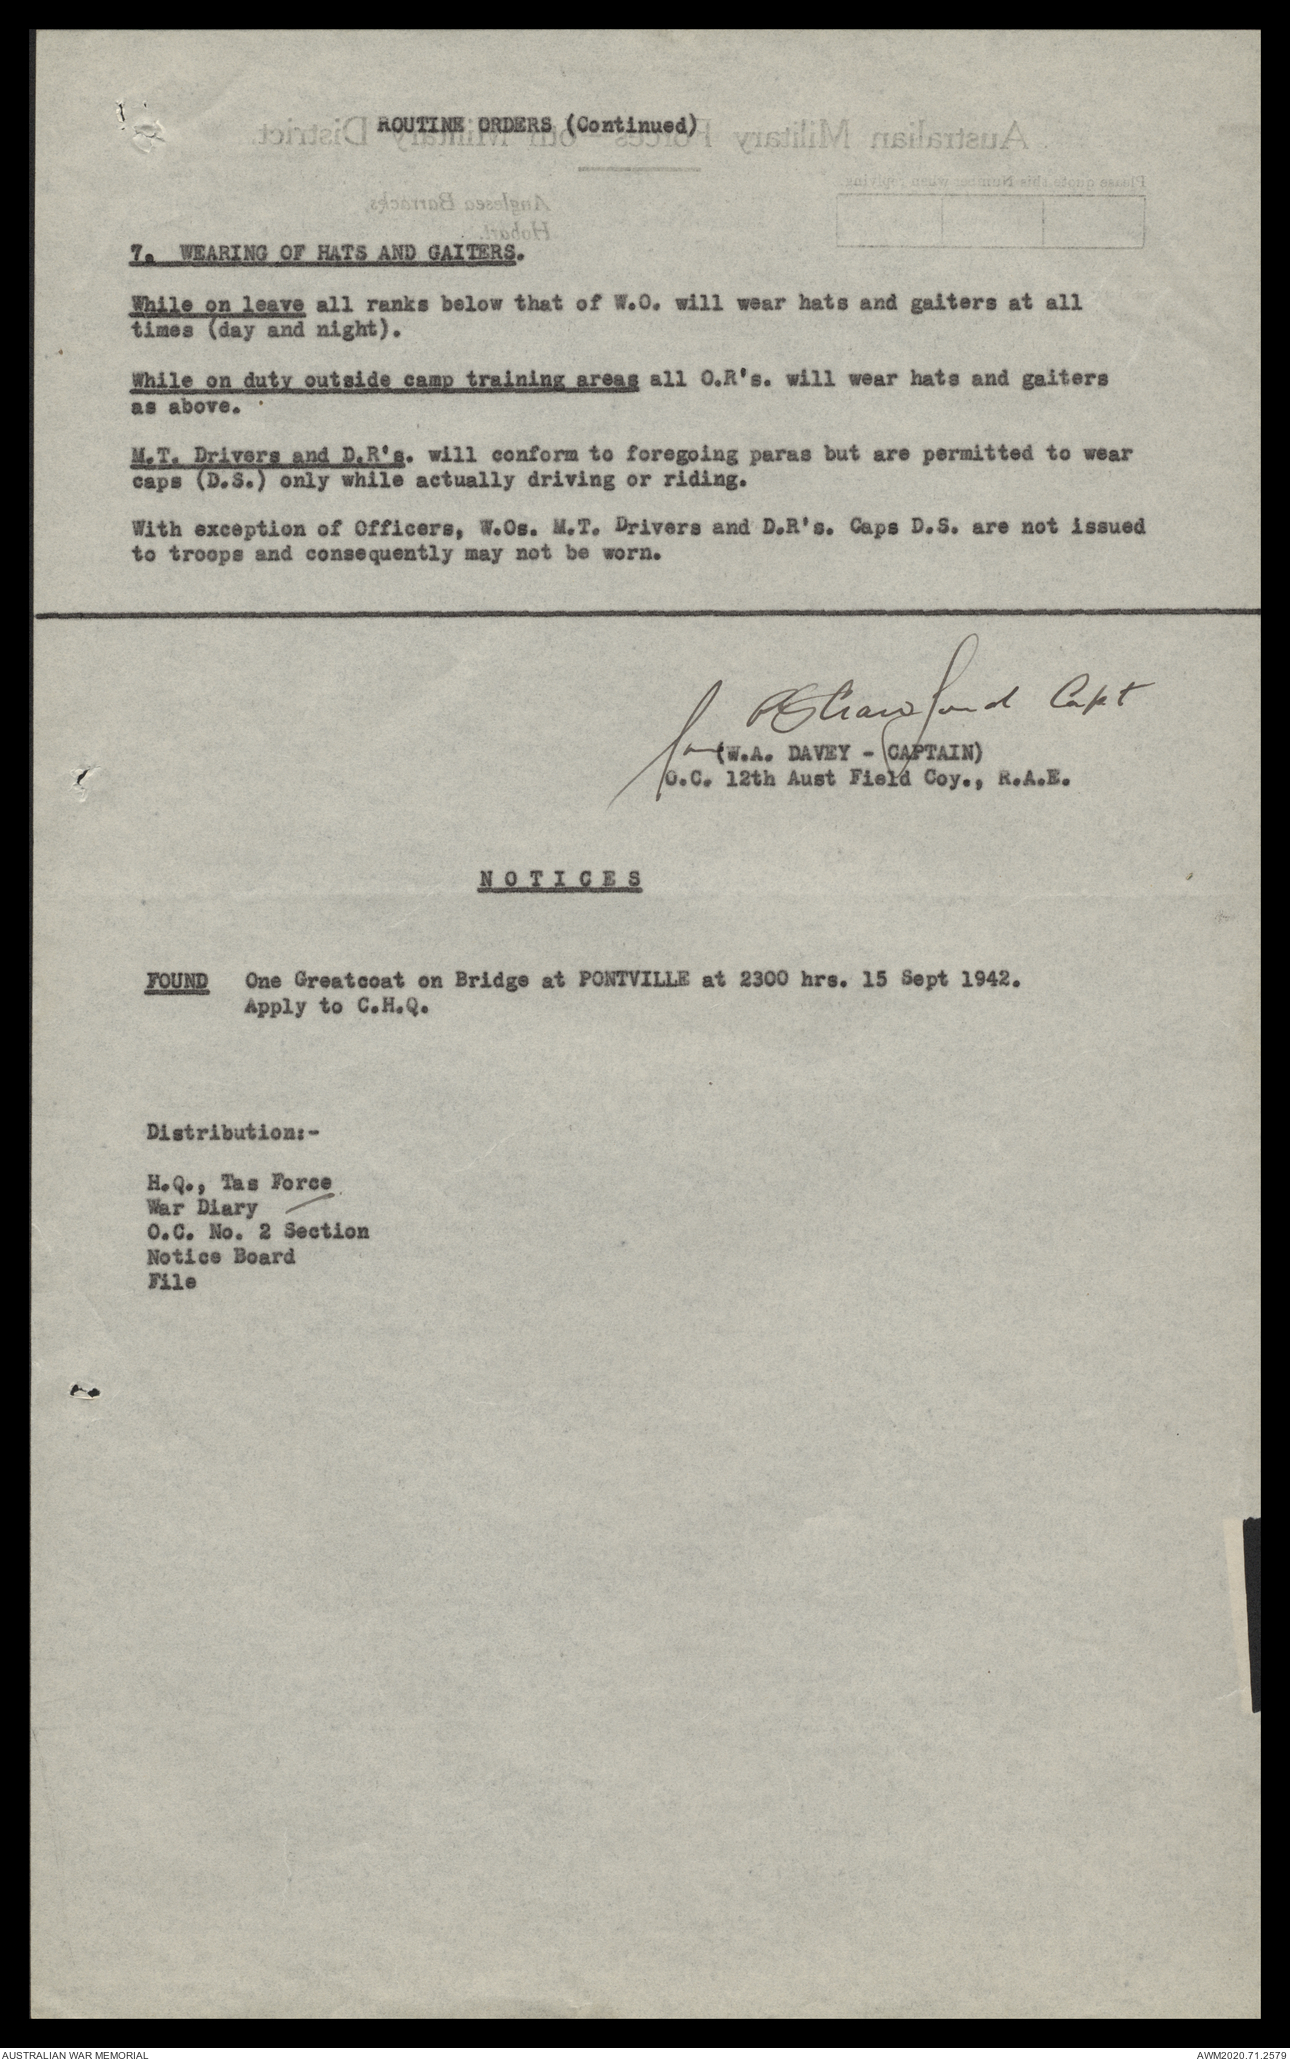 ROUTINE ORDERS (Continued)
Australian Military Forces—6th Military District.
Please quote this Number when replying.
Anglesea Barracks,
Hobart.
7. WEARING OF HATS AND GAITERS.
While on leave all ranks below that of W.O. will wear hats and gaiters at all
times (day and night).
While on duty outside camp training areas all O.R's. will wear hats and gaiters
as above.
M.T. Drivers and D.R's. will conform to foregoing paras but are permitted to wear
caps (D.S.) only while actually driving or riding.
With exception of Officers, W.Os. M.T. Drivers and D.R's. Caps D.S. are not issued
to troops and consequently may not be worn.
Crawford Capt
for (W.A. DAVEY - CAPTAIN)
O.C. 12th Aust Field Coy., R.A.E.
N O T I C E S
FOUND One Greatcoat on Bridge at PONTVILLE at 2300 hrs. 15 Sept 1942.
Apply to C.H.Q.
Distribution:-
H.Q., Tas Force
War Diary
O.C. No. 2 Section
Notice Board
File
AUSTRALIAN WAR MEMORIAL
AWM2020.71.2579